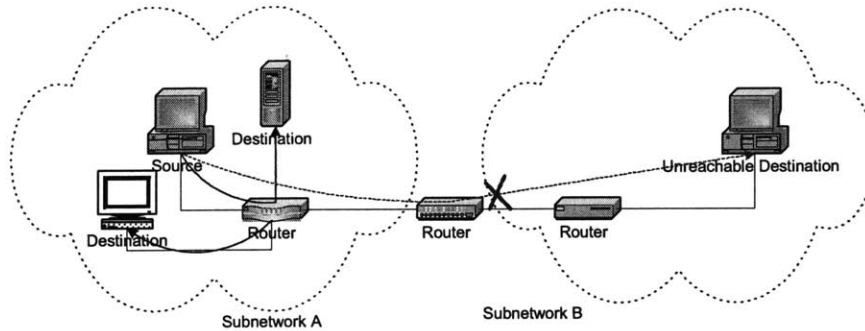 Destination
Source
Unreachable Destination
Destination
Router
Router
Router
Subnetwork A
Subnetwork B